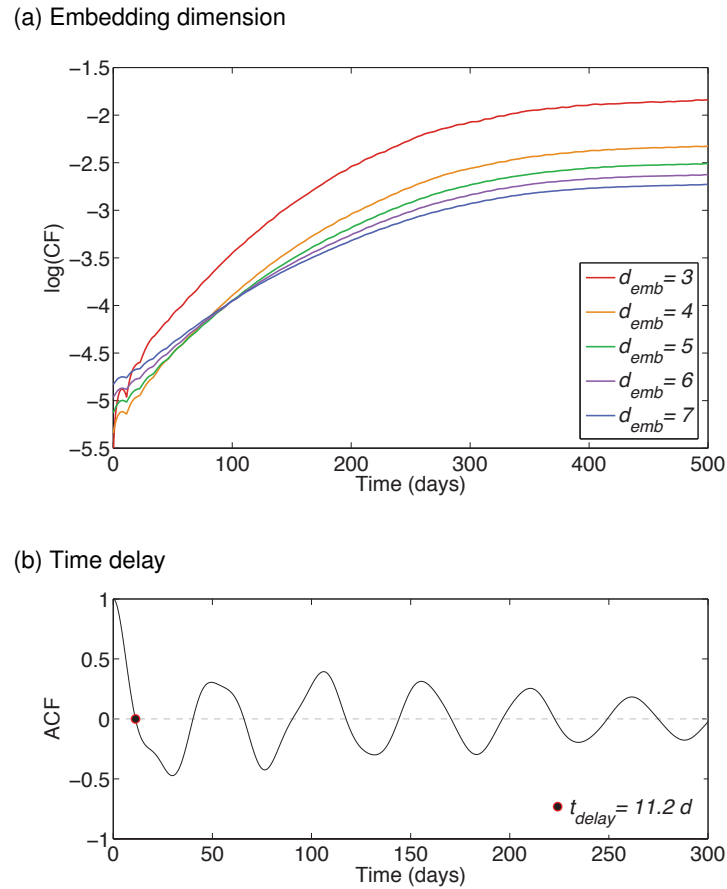 (a) Embedding dimension
−1.5
−2
−2.5
−3
−3.5
−4
−4.5
−5
−5.5
log(CF)
d_emb= 3
d_emb= 4
d_emb= 5
d_emb= 6
d_emb= 7
0 100 200 300 400 500
Time (days)
(b) Time delay
1
0.5
0
−0.5
−1
ACF
t_delay= 11.2 d
0 50 100 150 200 250 300
Time (days)